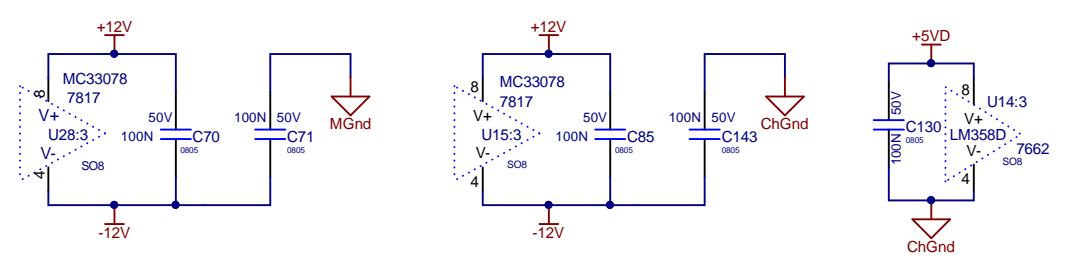 +12V
MC33078
7817
8
V+
U28:3
V-
4
SO8
50V
100N
C70
0805
100N
50V
C71
0805
MGnd
-12V
+12V
MC33078
7817
8
V+
U15:3
V-
4
SO8
50V
100N
C85
0805
100N
50V
C143
0805
ChGnd
-12V
+5VD
50V
C130
0805
100N
8
U14:3
V+
LM358D
V-
7662
SO8
4
ChGnd